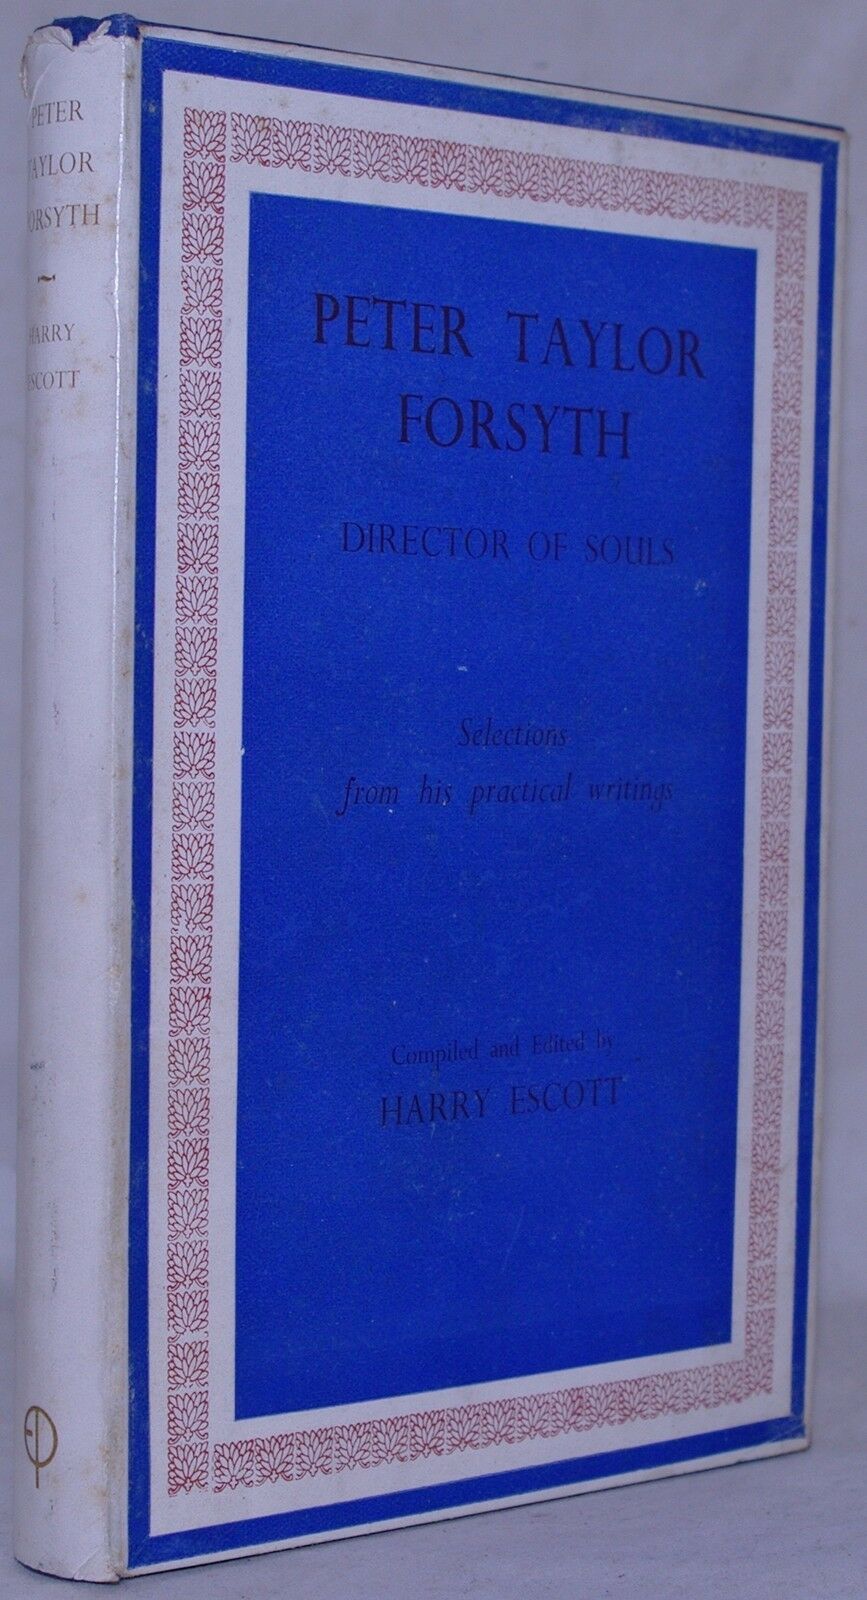 PETER
TAYLOR
FORSYTH
HARRY
ESCOTT
EP
PETER TAYLOR
FORSYTH
DIRECTOR OF SOULS
Selections
from his practical writings
Compiled and Edited by
HARRY ESCOTT